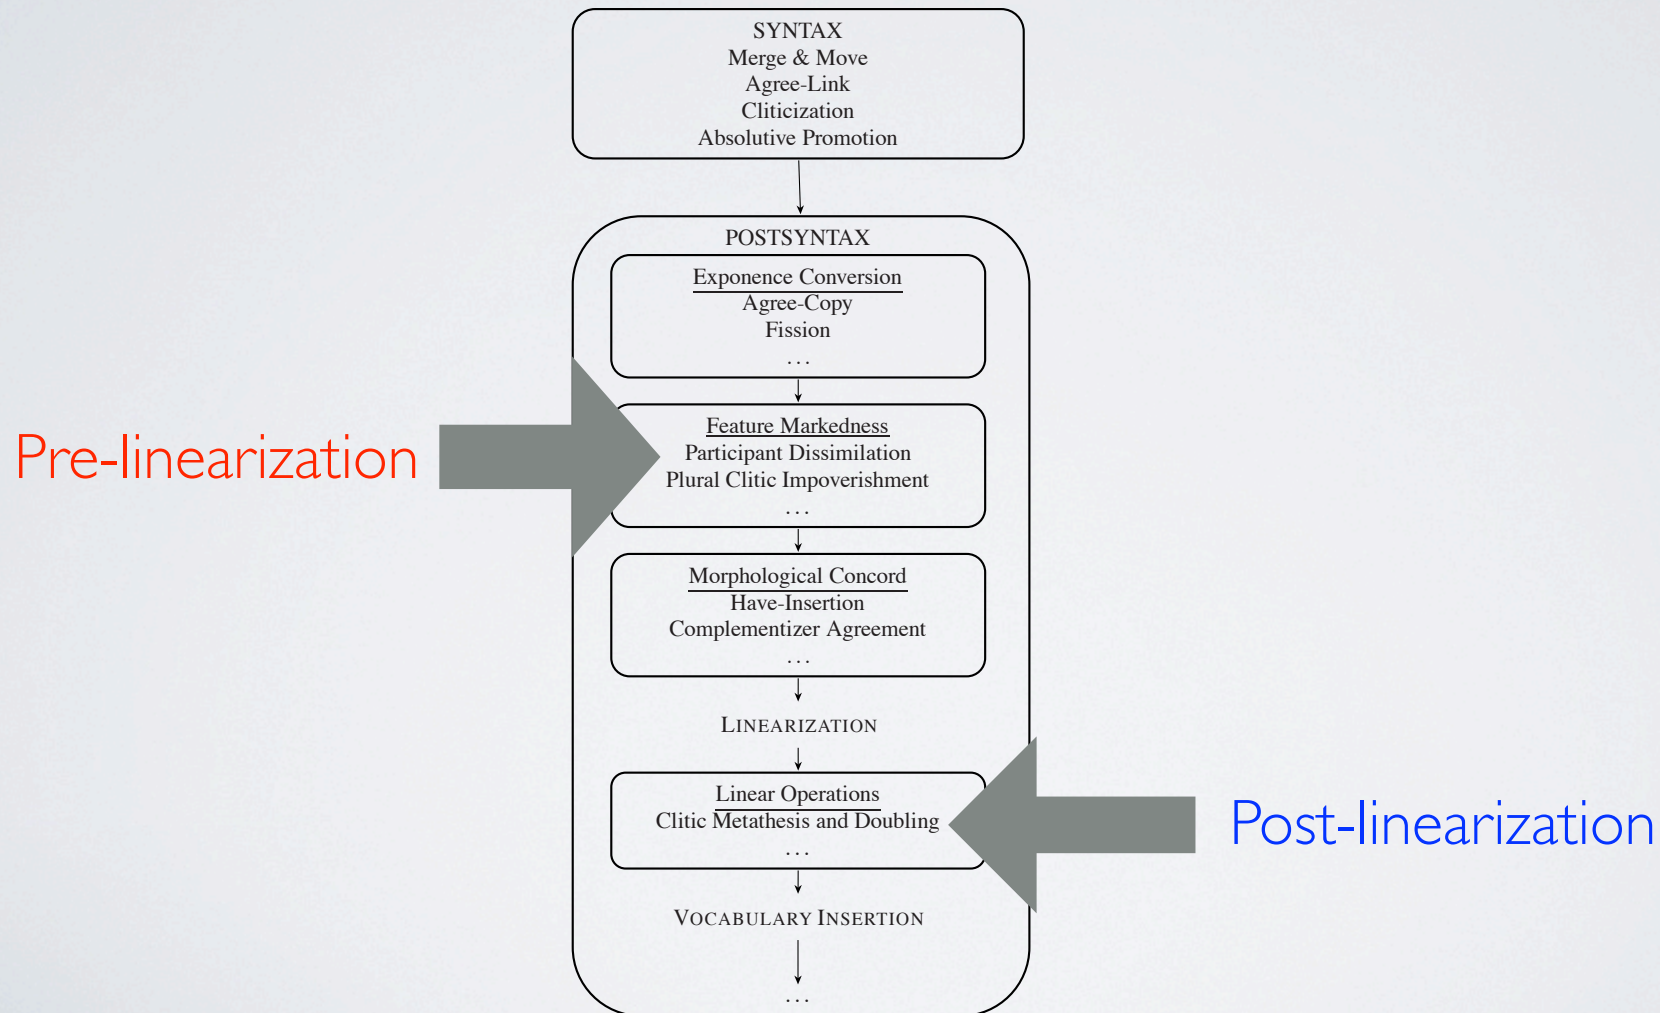 SYNTAX
Merge & Move
Agree-Link
Cliticization
Absolutive Promotion
POSTSYNTAX
Exponence Conversion
Agree-Copy
Fission
...
Pre-linearization
Feature Markedness
Participant Dissimilation
Plural Clitic Impoverishment
...
Morphological Concord
Have-Insertion
Complementizer Agreement
...
LINEARIZATION
Linear Operations
Clitic Metathesis and Doubling
...
Post-linearization
VOCABULARY INSERTION
...